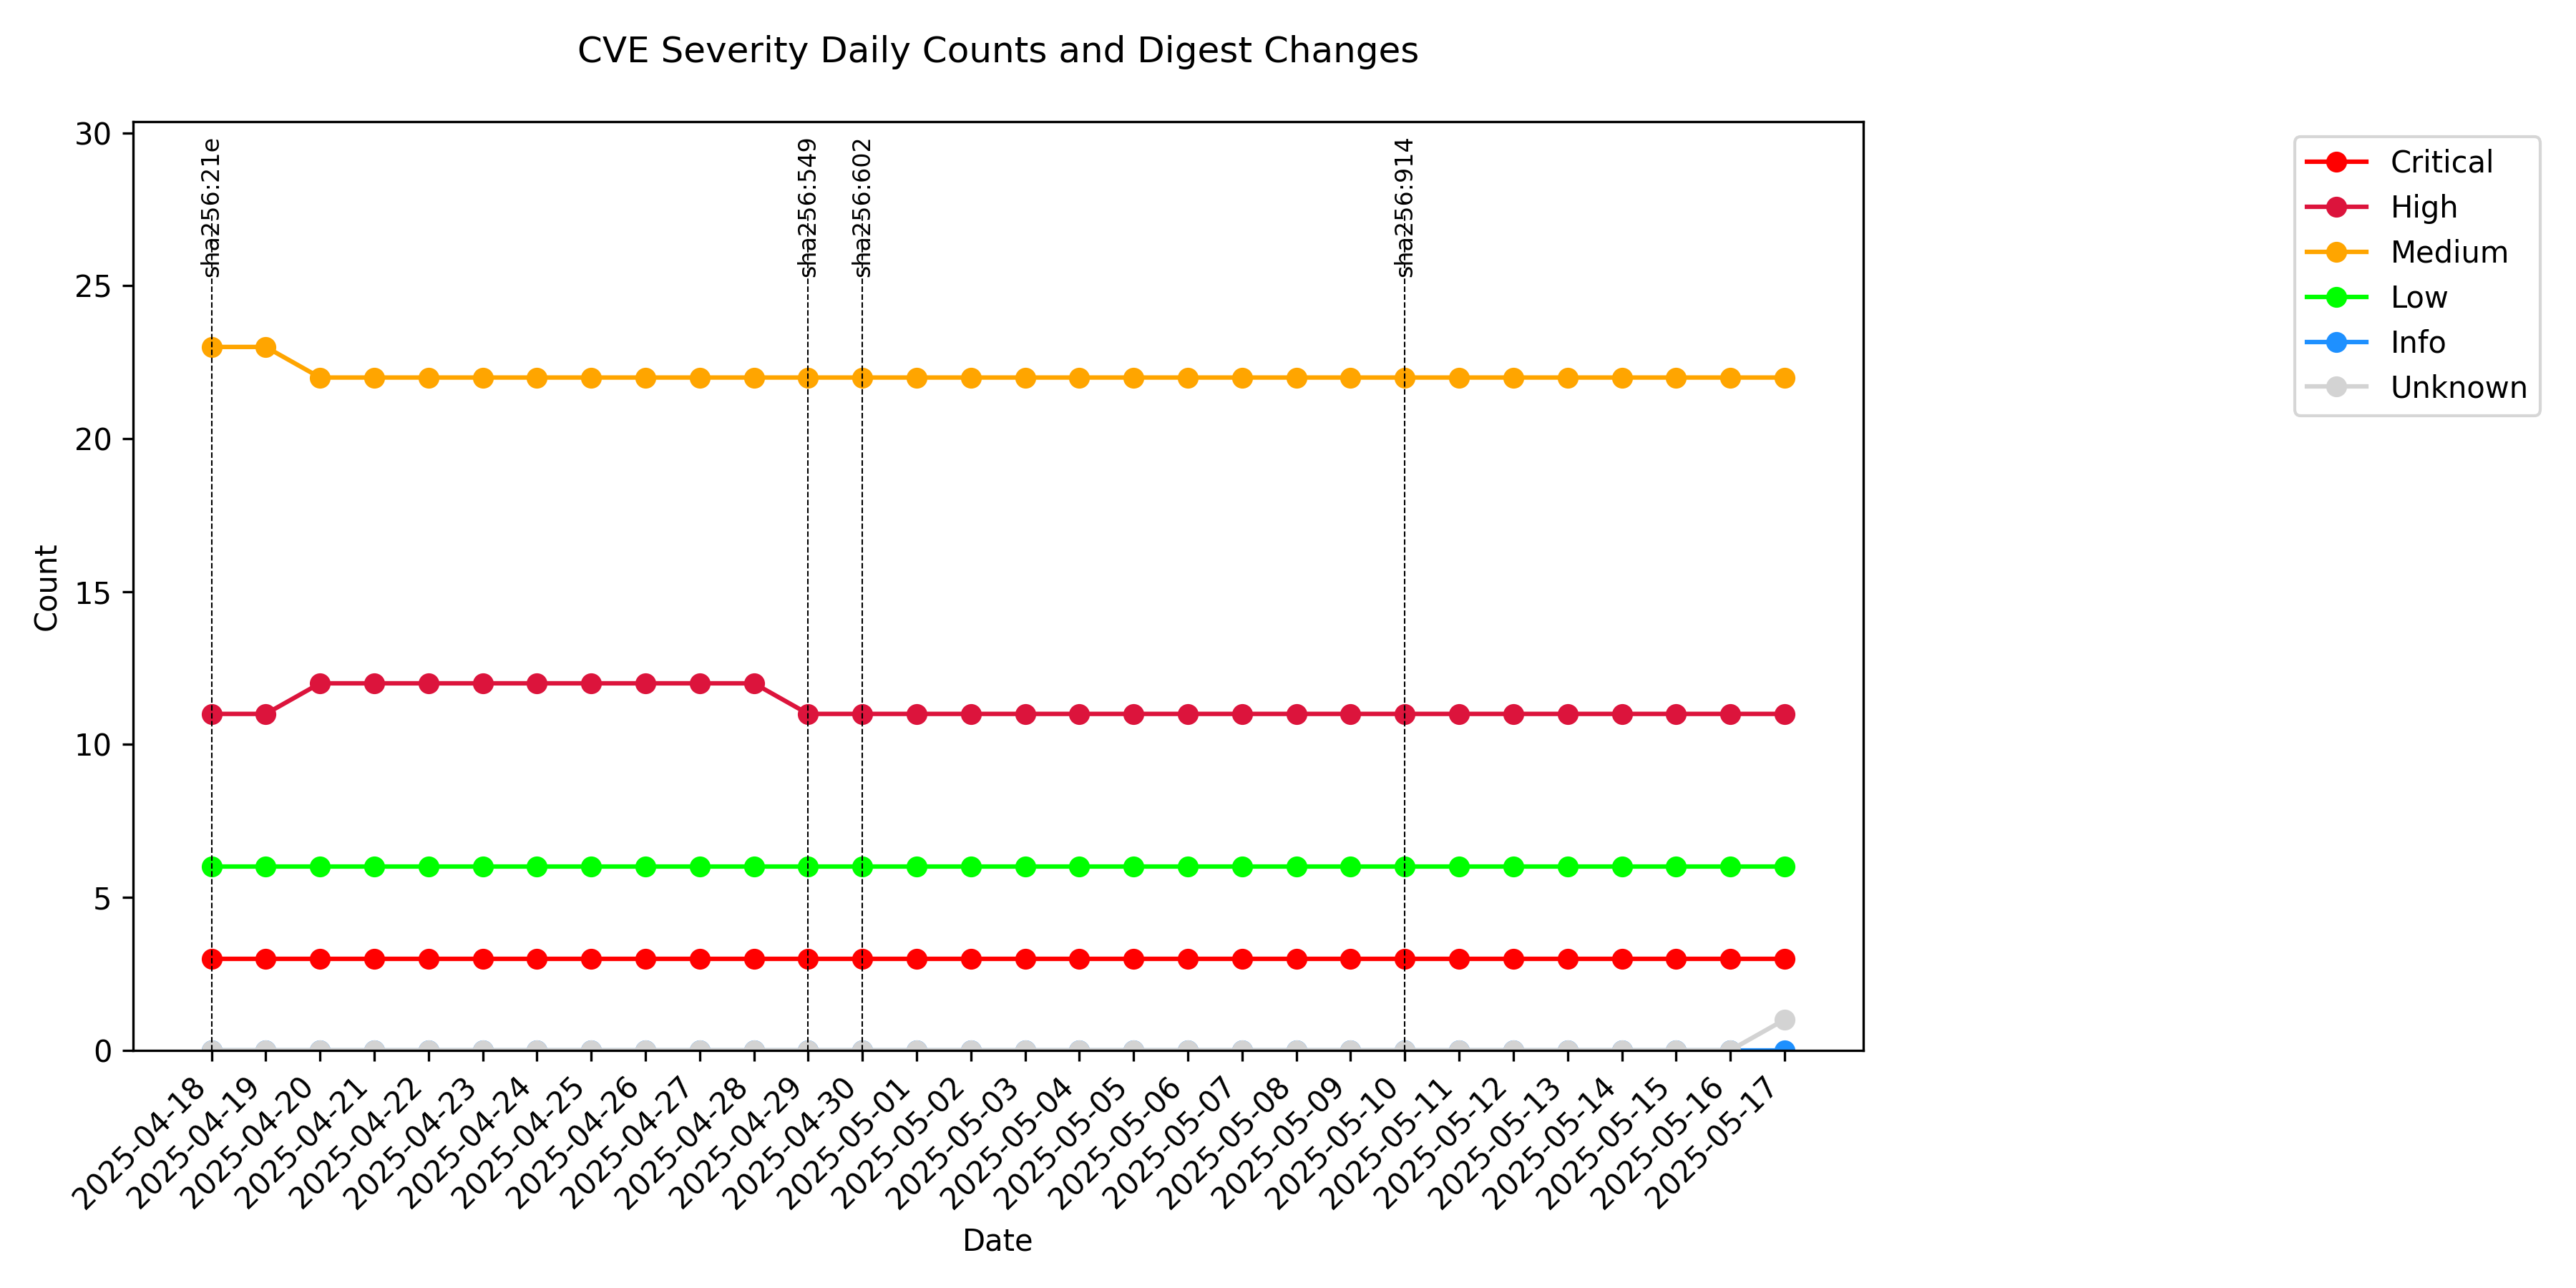 CVE Severity Daily Counts and Digest Changes
30
25
20
15
10
5
0
Count
sha256:21e
sha256:549
sha256:602
sha256:914
Critical
High
Medium
Low
Info
Unknown
2025-04-18
2025-04-19
2025-04-20
2025-04-21
2025-04-22
2025-04-23
2025-04-24
2025-04-25
2025-04-26
2025-04-27
2025-04-28
2025-04-29
2025-04-30
2025-05-01
2025-05-02
2025-05-03
2025-05-04
2025-05-05
2025-05-06
2025-05-07
2025-05-08
2025-05-09
2025-05-10
2025-05-11
2025-05-12
2025-05-13
2025-05-14
2025-05-15
2025-05-16
2025-05-17
Date